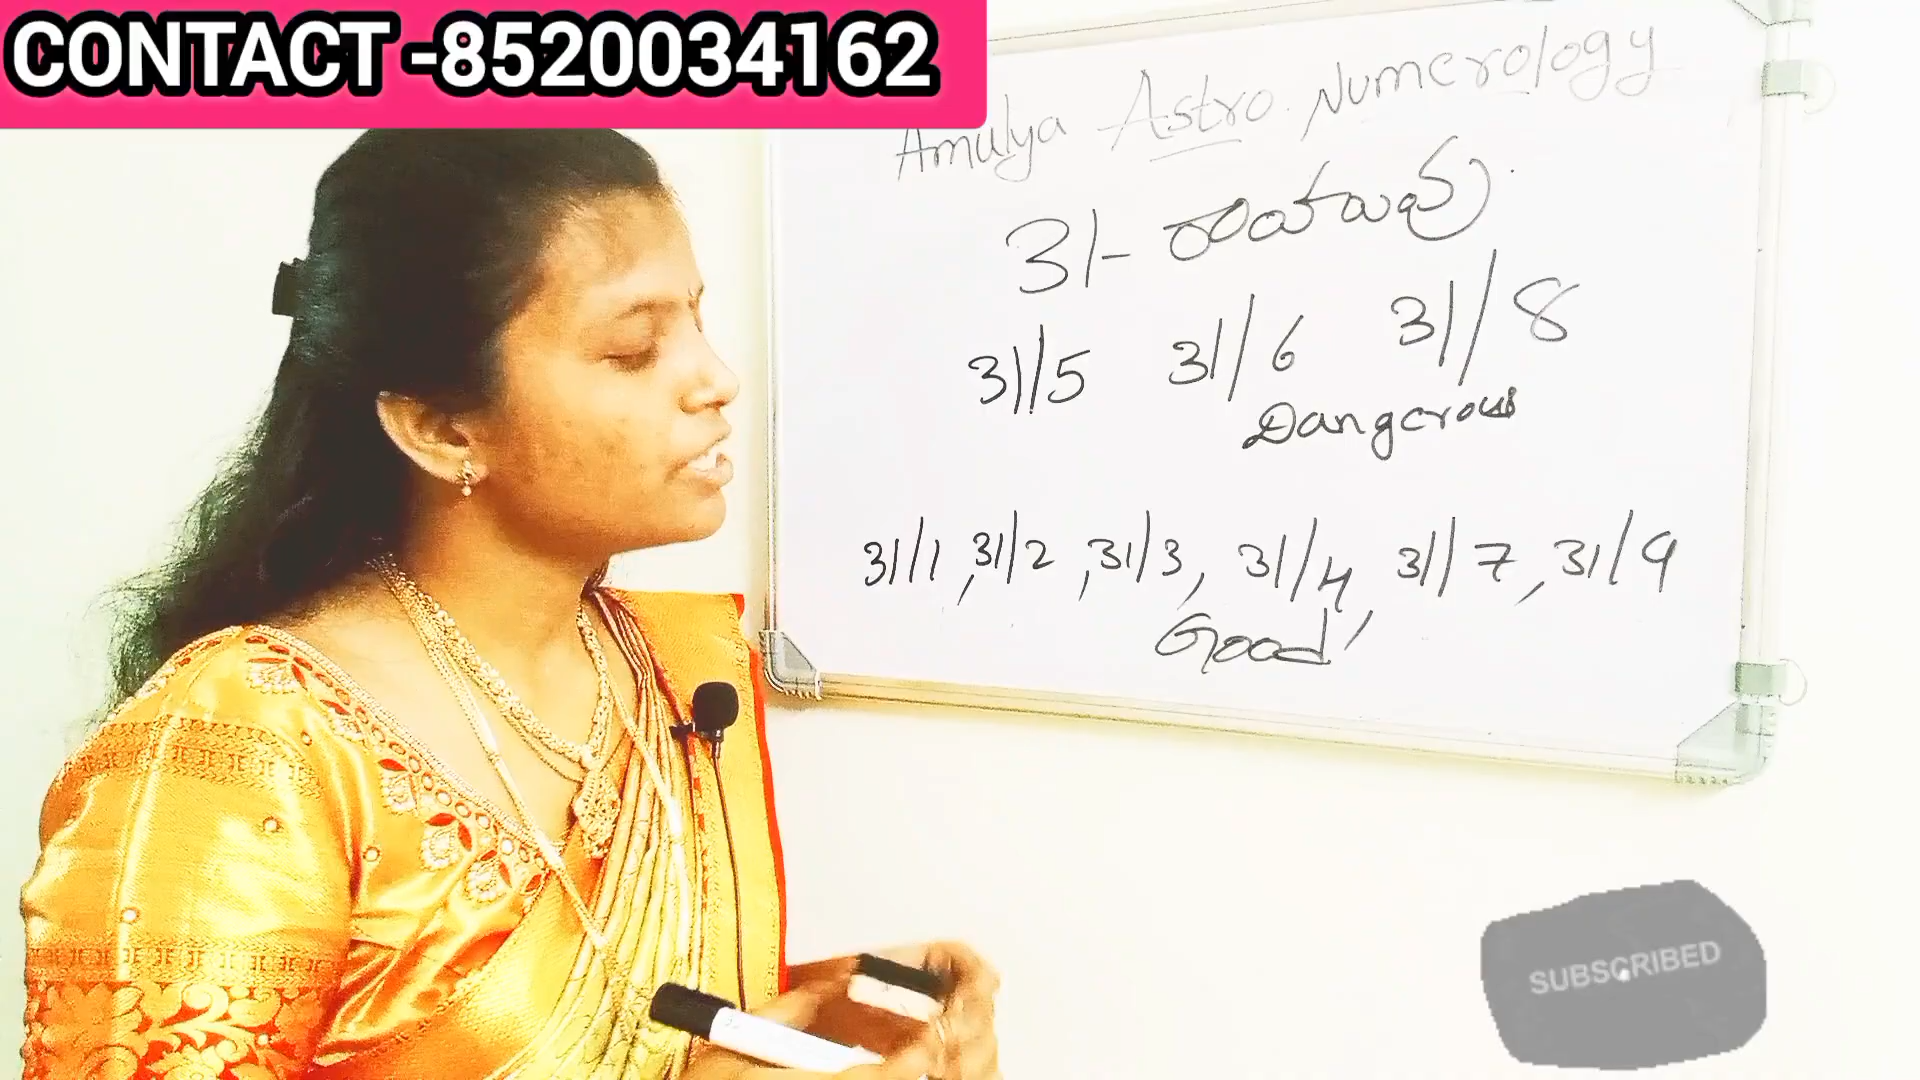 CONTACT -8520034162
Amulya Astro Numerology
31- రాయబవు
31/5 31/6 31/8
Dangerous
31/1, 31/2, 31/3, 31/4, 31/7, 31/9
Good
SUBSCRIBED